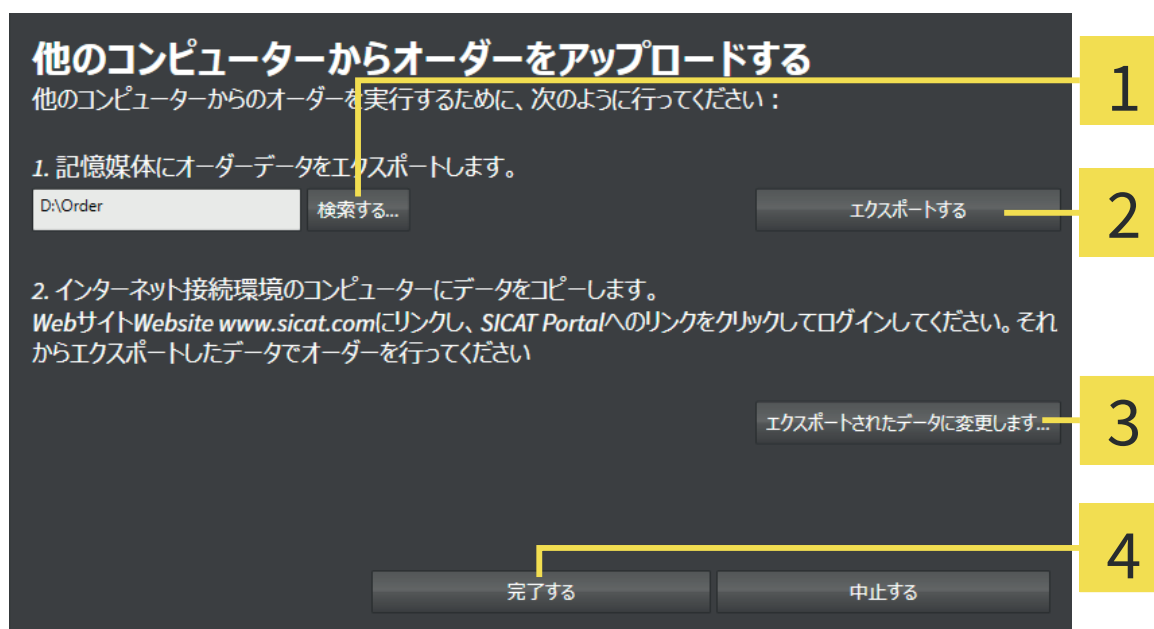 他のコンピューターからオーダーをアップロードする
他のコンピューターからのオーダーを実行するために、次のように行ってください：
1
1. 記憶媒体にオーダーデータをエクスポートします。
D:\Order
検索する...
エクスポートする
2
2. インターネット接続環境のコンピューターにデータをコピーします。
WebサイトWebsite www.sicat.comにリンクし、SICAT Portalへのリンクをクリックしてログインしてください。それ
からエクスポートしたデータでオーダーを行ってください
エクスポートされたデータに変更します...
3
4
完了する
中止する